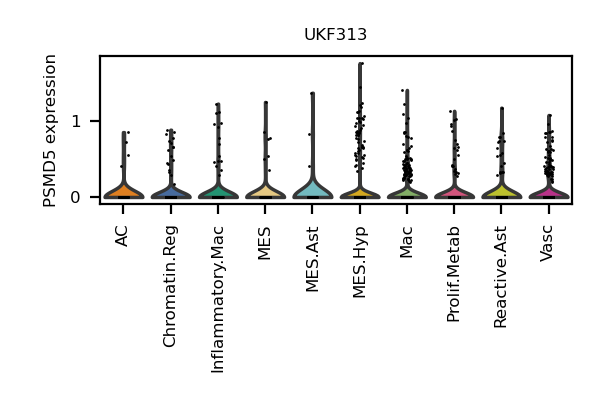 UKF313
PSMD5 expression
1
0
AC
Chromatin.Reg
Inflammatory.Mac
MES
MES.Ast
MES.Hyp
Mac
Prolif.Metab
Reactive.Ast
Vasc